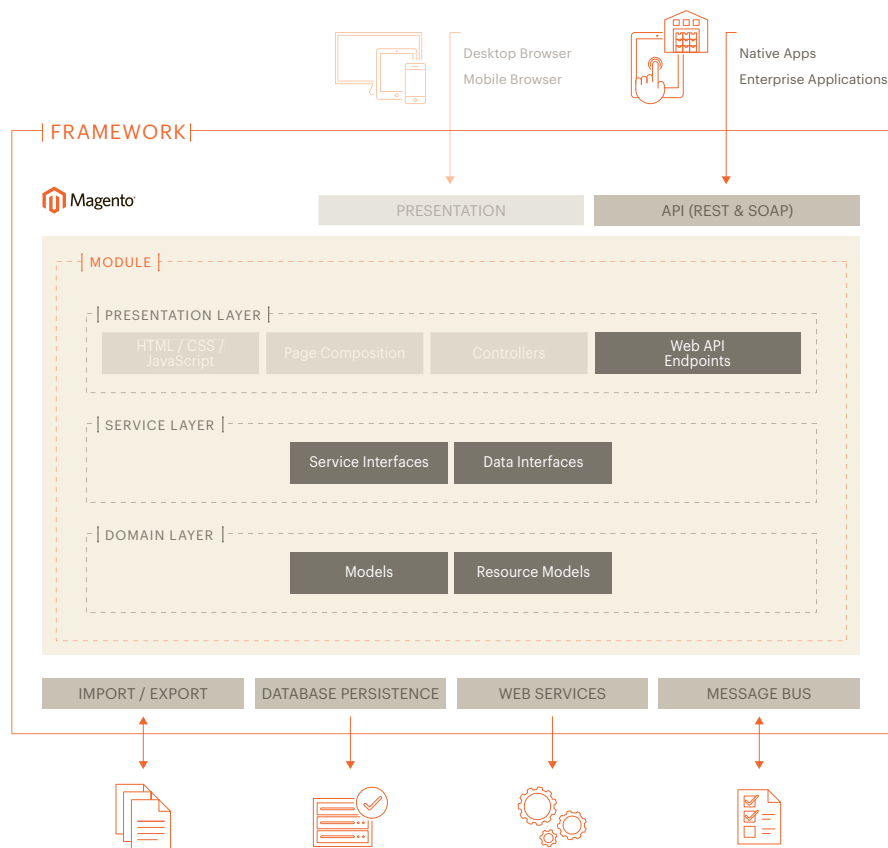 Desktop Browser
Mobile Browser
Native Apps
Enterprise Applications
FRAMEWORK
Magento
PRESENTATION
API (REST & SOAP)
MODULE
PRESENTATION LAYER
HTML / CSS /
JavaScript
Page Composition
Controllers
Web API
Endpoints
SERVICE LAYER
Service Interfaces
Data Interfaces
DOMAIN LAYER
Models
Resource Models
IMPORT / EXPORT
DATABASE PERSISTENCE
WEB SERVICES
MESSAGE BUS